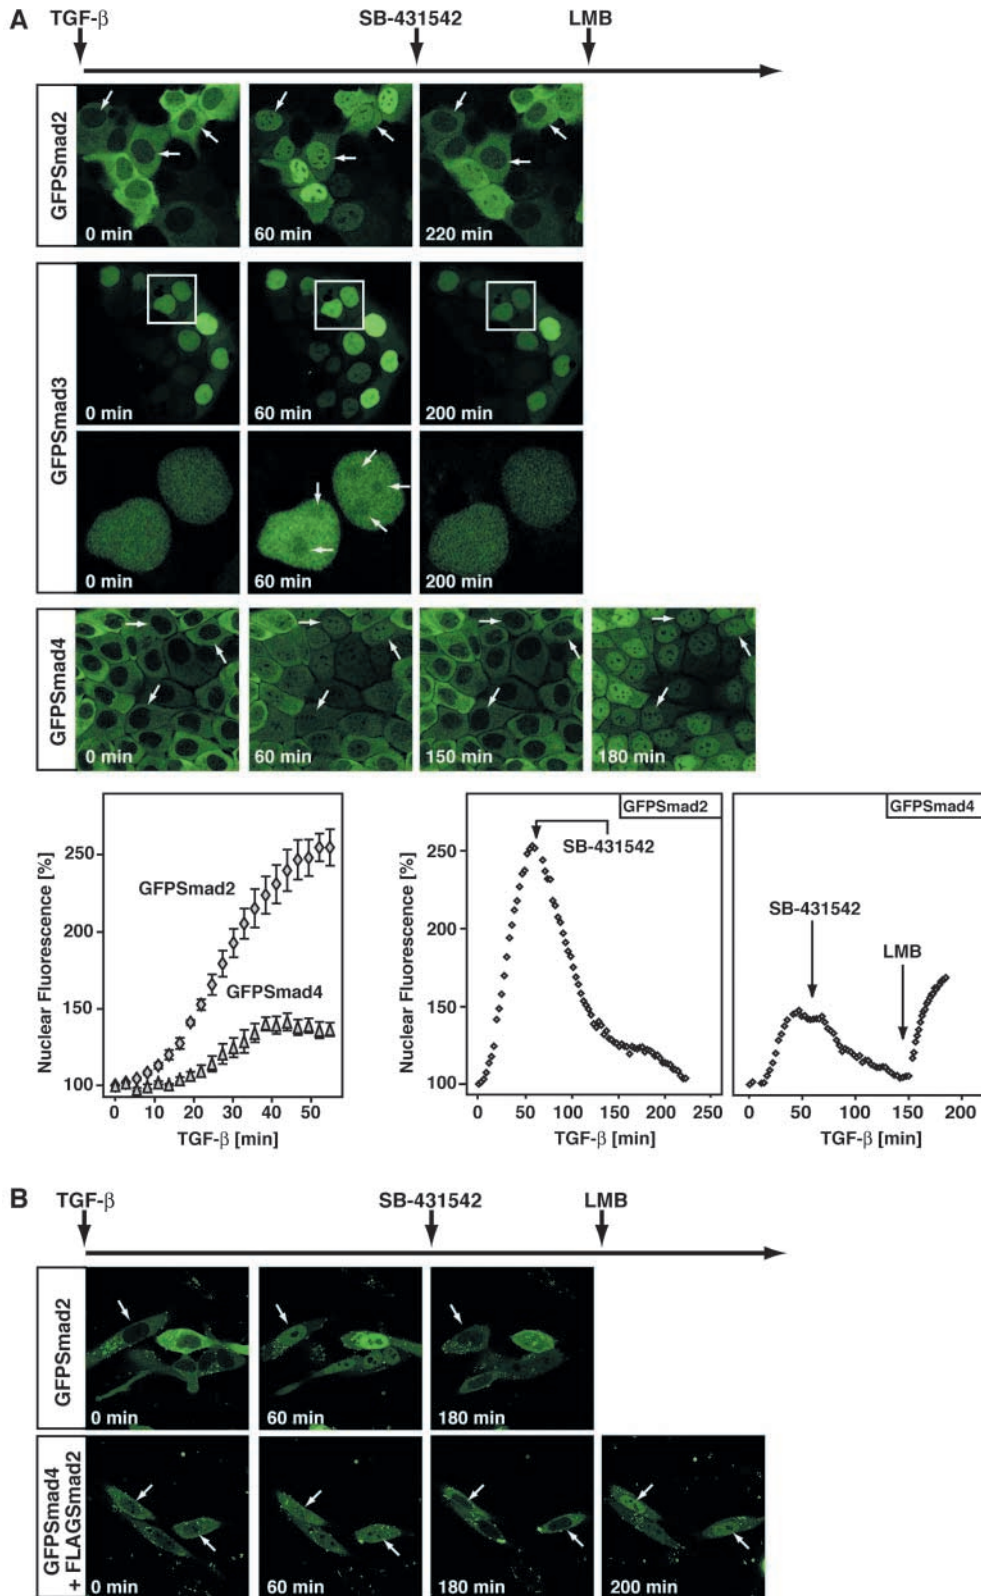 A
TGF-β SB-431542 LMB
GFPSmad2
0 min 60 min 220 min
GFPSmad3
0 min 60 min 200 min
0 min 60 min 200 min
GFPSmad4
0 min 60 min 150 min 180 min
Nuclear Fluorescence [%]
250
200
150
100
GFPSmad2
GFPSmad4
0 10 20 30 40 50
TGF-β [min]
Nuclear Fluorescence [%]
250
200
150
100
GFPSmad2
SB-431542
0 50 100 150 200 250
TGF-β [min]
GFPSmad4
SB-431542
LMB
0 50 100 150 200
TGF-β [min]
B
TGF-β SB-431542 LMB
GFPSmad2
0 min 60 min 180 min
GFPSmad4
+ FLAGSmad2
0 min 60 min 180 min 200 min